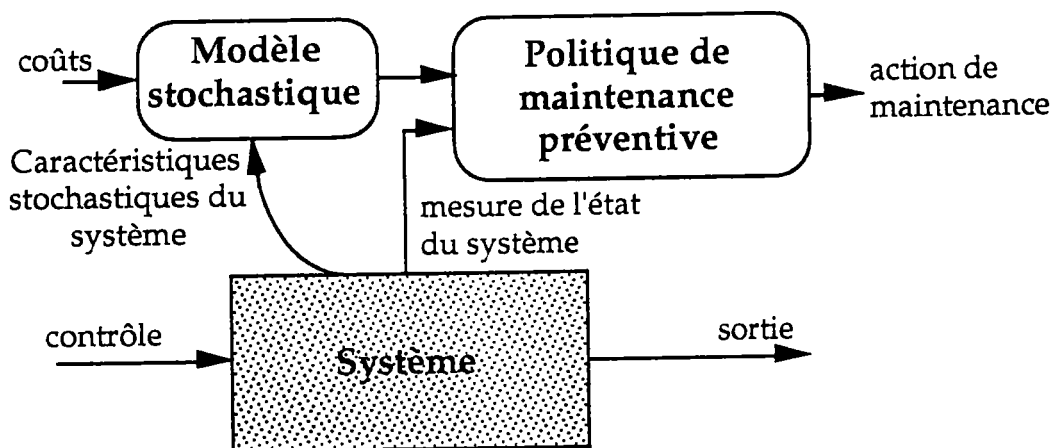 coûts
Modèle
stochastique
Politique de
maintenance
préventive
action de
maintenance
Caractéristiques
stochastiques du
système
mesure de l'état
du système
contrôle
Système
sortie